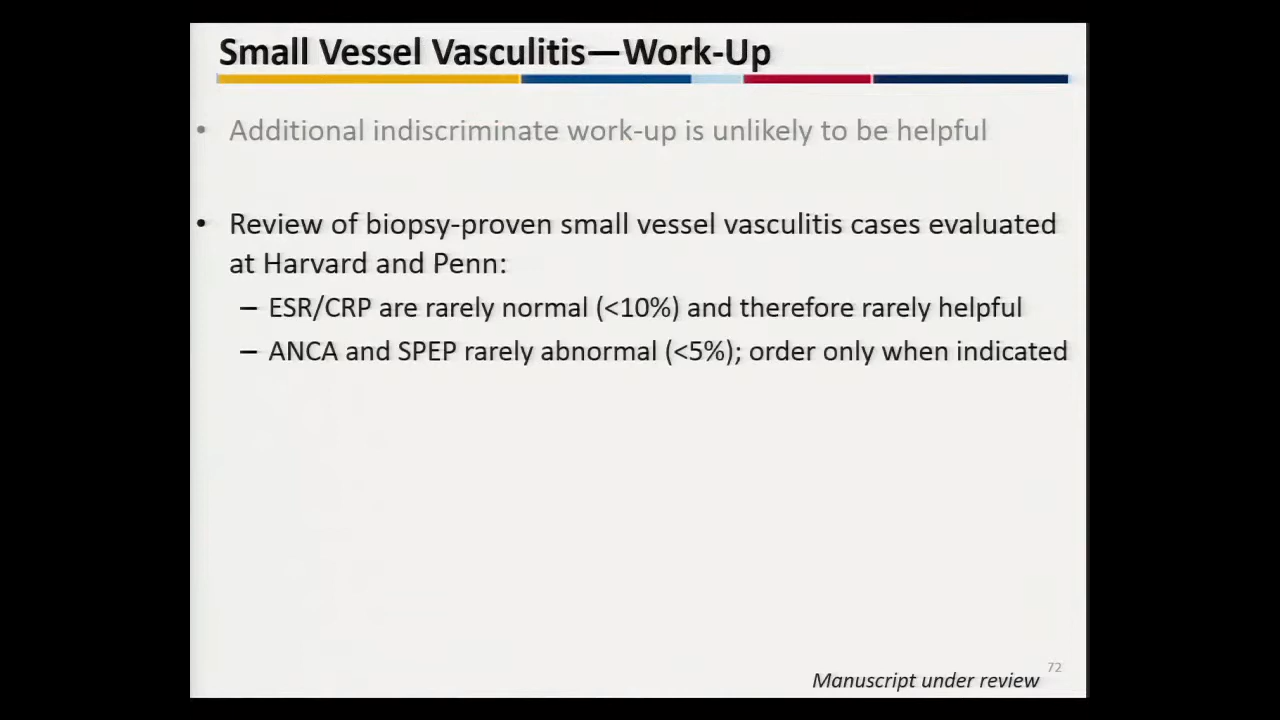 Small Vessel Vasculitis—Work-Up
• Additional indiscriminate work-up is unlikely to be helpful
• Review of biopsy-proven small vessel vasculitis cases evaluated
at Harvard and Penn:
– ESR/CRP are rarely normal (<10%) and therefore rarely helpful
– ANCA and SPEP rarely abnormal (<5%); order only when indicated
72
Manuscript under review